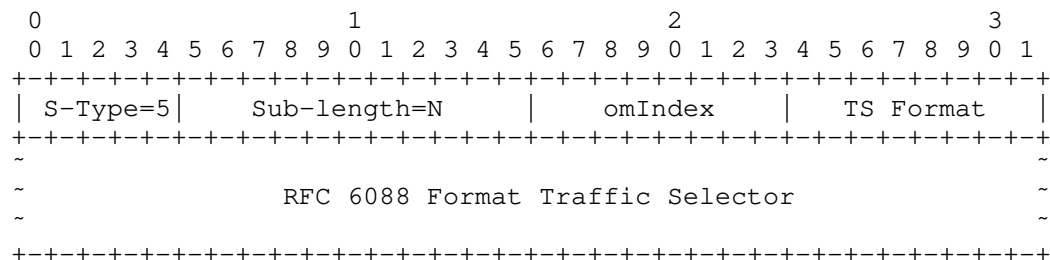 0                   1                   2                   3
 0 1 2 3 4 5 6 7 8 9 0 1 2 3 4 5 6 7 8 9 0 1 2 3 4 5 6 7 8 9 0 1
+-+-+-+-+-+-+-+-+-+-+-+-+-+-+-+-+-+-+-+-+-+-+-+-+-+-+-+-+-+-+-+-+
| S-Type=5|    Sub-length=N     |    omIndex    |   TS Format   |
+-+-+-+-+-+-+-+-+-+-+-+-+-+-+-+-+-+-+-+-+-+-+-+-+-+-+-+-+-+-+-+-+
~                                                               ~
~                RFC 6088 Format Traffic Selector               ~
~                                                               ~
+-+-+-+-+-+-+-+-+-+-+-+-+-+-+-+-+-+-+-+-+-+-+-+-+-+-+-+-+-+-+-+-+